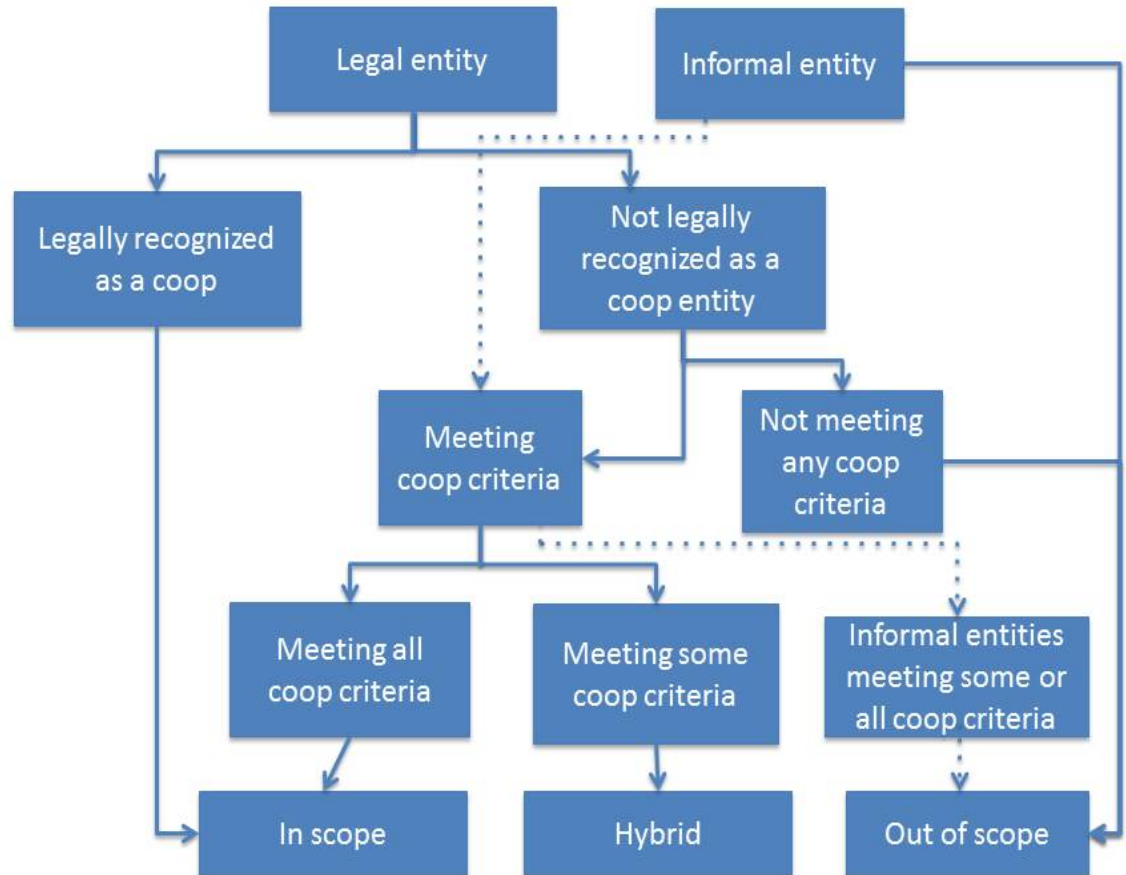 Legal entity
Informal entity
Legally recognized
as a coop
Not legally
recognized as a
coop entity
Meeting
coop criteria
Not meeting
any coop
criteria
Meeting all
coop criteria
Meeting some
coop criteria
Informal entities
meeting some or
all coop criteria
In scope
Hybrid
Out of scope